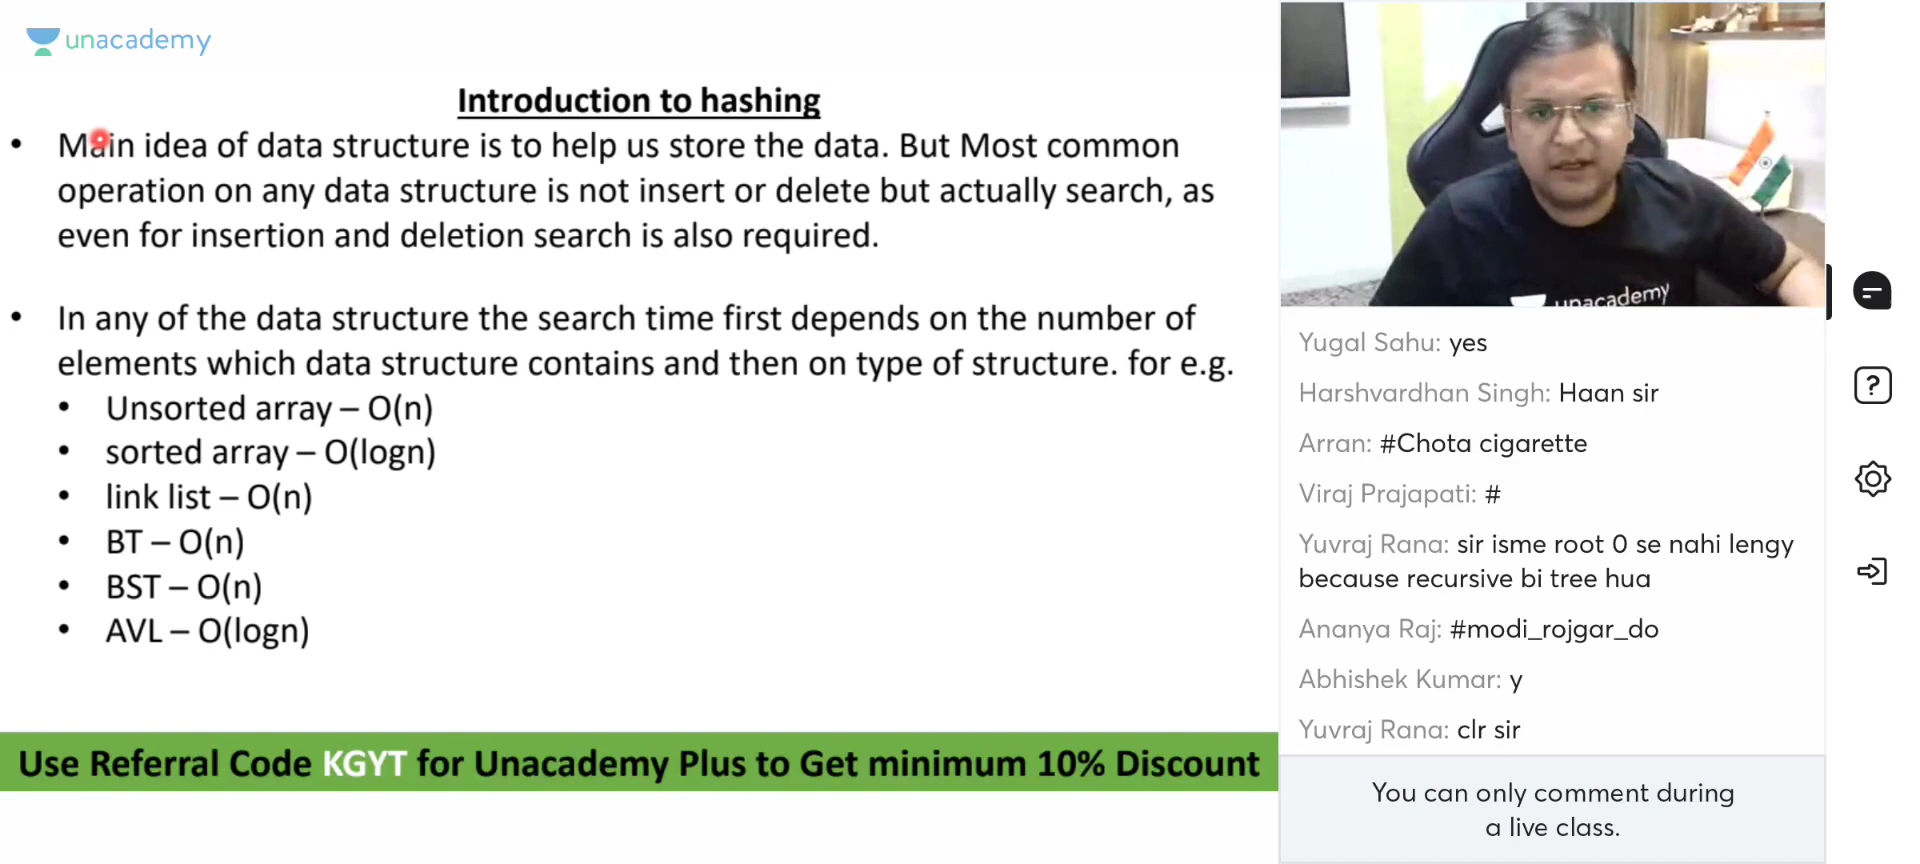 unacademy
Introduction to hashing
• Main idea of data structure is to help us store the data. But Most common
operation on any data structure is not insert or delete but actually search, as
even for insertion and deletion search is also required.
• In any of the data structure the search time first depends on the number of
elements which data structure contains and then on type of structure. for e.g.
• Unsorted array – O(n)
• sorted array – O(logn)
• link list – O(n)
• BT – O(n)
• BST – O(n)
• AVL – O(logn)
Use Referral Code KGYT for Unacademy Plus to Get minimum 10% Discount
unacademy
Yugal Sahu: yes
Harshvardhan Singh: Haan sir
Arran: #Chota cigarette
Viraj Prajapati: #
Yuvraj Rana: sir isme root 0 se nahi lengy
because recursive bi tree hua
Ananya Raj: #modi_rojgar_do
Abhishek Kumar: y
Yuvraj Rana: clr sir
You can only comment during
a live class.
?